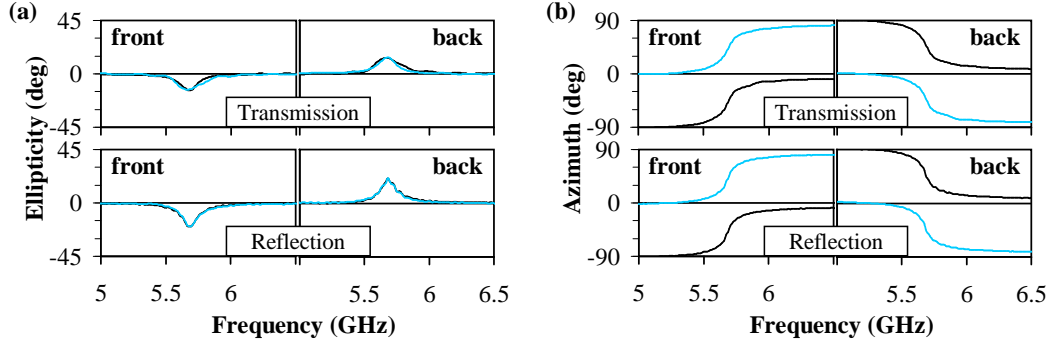 (a)
Ellipticity (deg)
45
0
-45
front
back
Transmission
45
0
-45
front
back
Reflection
5
5.5
6
5.5
6
6.5
Frequency (GHz)
(b)
Azimuth (deg)
90
0
-90
front
back
Transmission
90
0
-90
front
back
Reflection
5
5.5
6
5.5
6
6.5
Frequency (GHz)